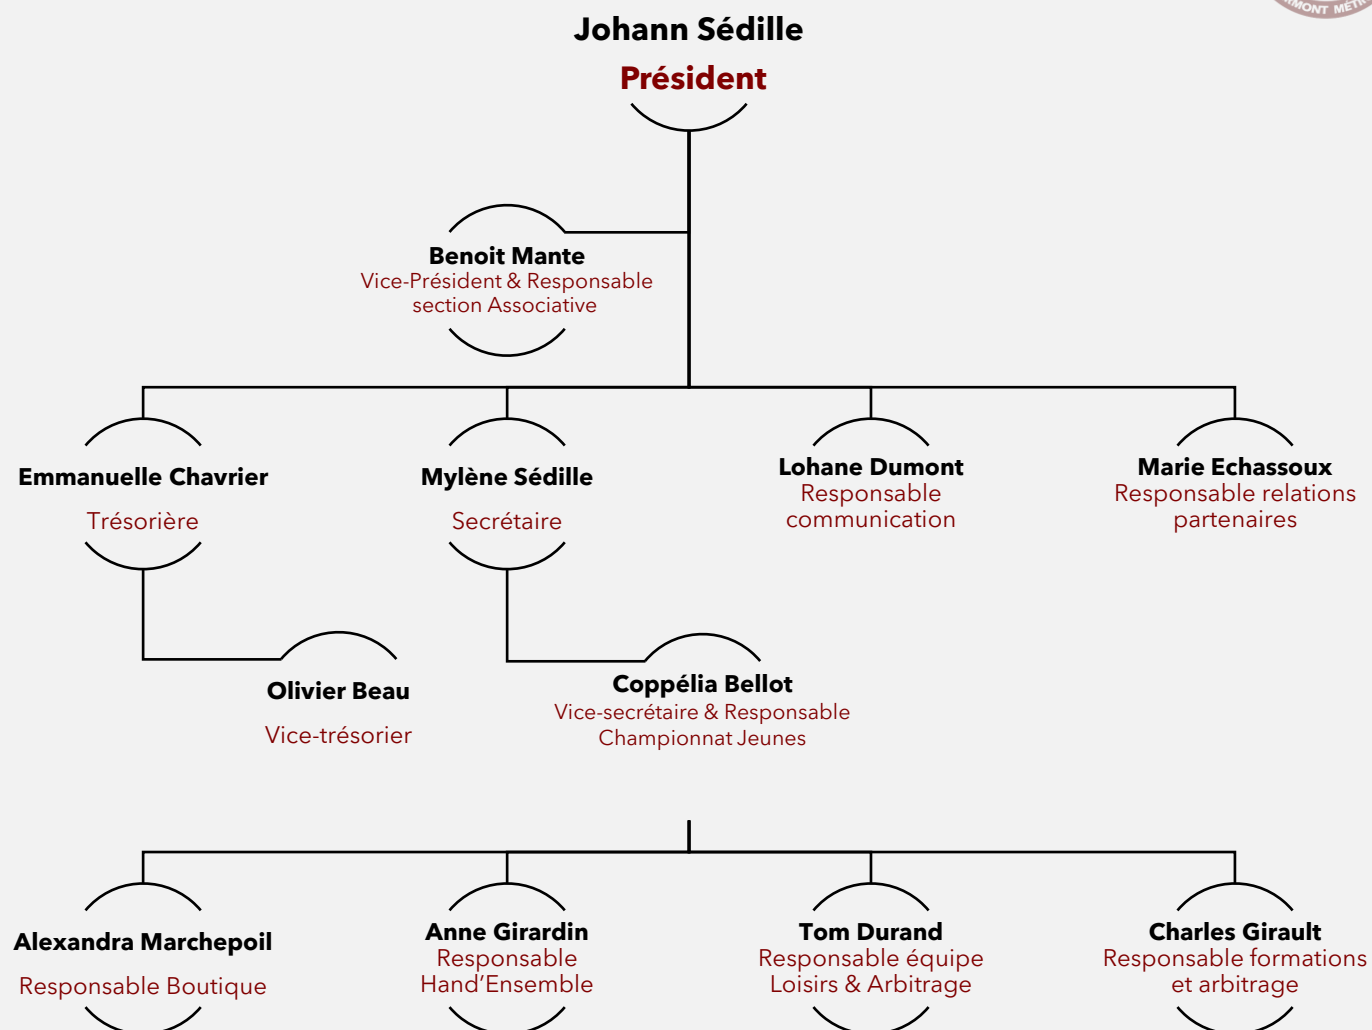 MONT MÉTR
Johann Sédille
Président
Benoit Mante
Vice-Président & Responsable
section Associative
Emmanuelle Chavrier
Trésorière
Mylène Sédille
Secrétaire
Lohane Dumont
Responsable
communication
Marie Echassoux
Responsable relations
partenaires
Olivier Beau
Vice-trésorier
Coppélia Bellot
Vice-secrétaire & Responsable
Championnat Jeunes
Alexandra Marchepoil
Responsable Boutique
Anne Girardin
Responsable
Hand’Ensemble
Tom Durand
Responsable équipe
Loisirs & Arbitrage
Charles Girault
Responsable formations
et arbitrage